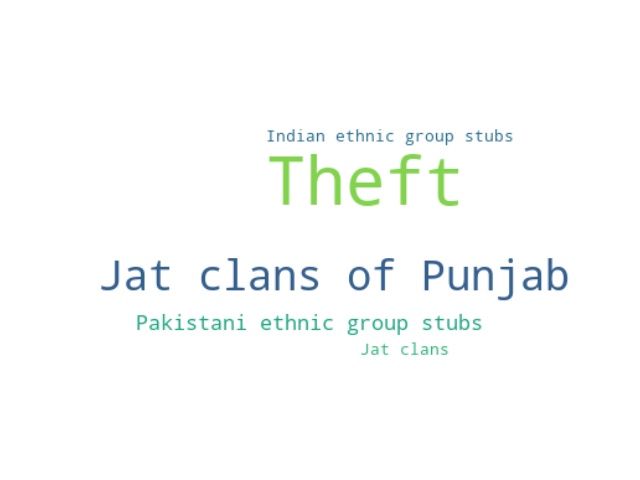 Indian ethnic group stubs
Theft
Jat clans of Punjab
Pakistani ethnic group stubs
Jat clans